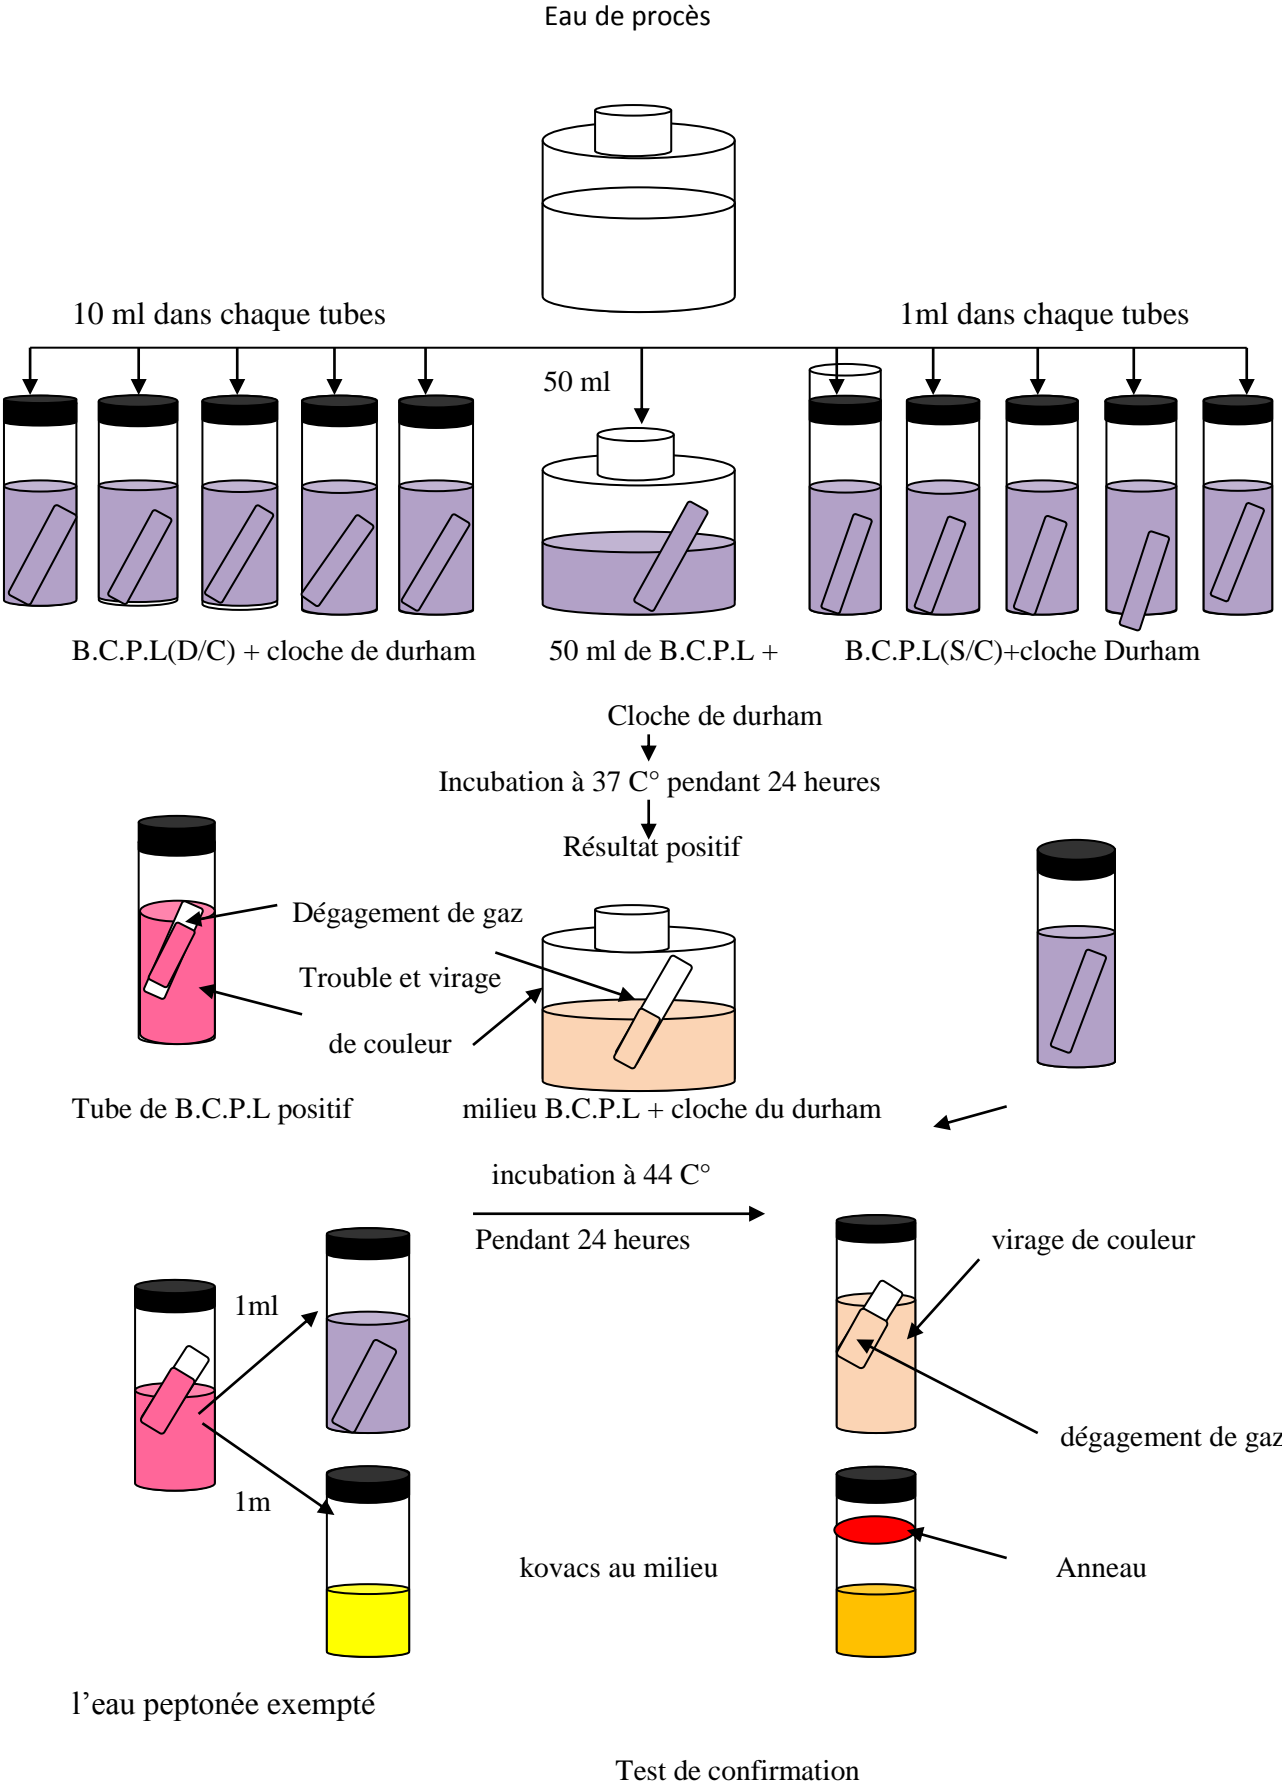 Eau de procès
10 ml dans chaque tubes
1ml dans chaque tubes
50 ml
B.C.P.L(D/C) + cloche de durham
50 ml de B.C.P.L +
B.C.P.L(S/C)+cloche Durham
Cloche de durham
Incubation à 37 C° pendant 24 heures
Résultat positif
Dégagement de gaz
Trouble et virage
de couleur
Tube de B.C.P.L positif
milieu B.C.P.L + cloche du durham
incubation à 44 C°
Pendant 24 heures
virage de couleur
1ml
dégagement de gaz
1m
kovacs au milieu
Anneau
l’eau peptonée exempté
Test de confirmation